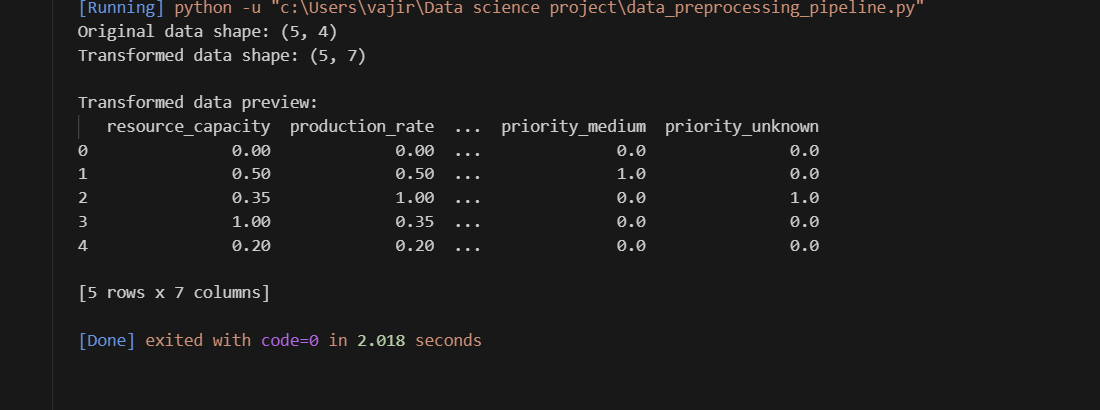 [Running] python -u "c:\Users\vajir\Data science project\data_preprocessing_pipeline.py"
Original data shape: (5, 4)
Transformed data shape: (5, 7)
Transformed data preview:
resource_capacity production_rate ... priority_medium priority_unknown
0 0.00 0.00 ... 0.0 0.0
1 0.50 0.50 ... 1.0 0.0
2 0.35 1.00 ... 0.0 1.0
3 1.00 0.35 ... 0.0 0.0
4 0.20 0.20 ... 0.0 0.0
[5 rows x 7 columns]
[Done] exited with code=0 in 2.018 seconds